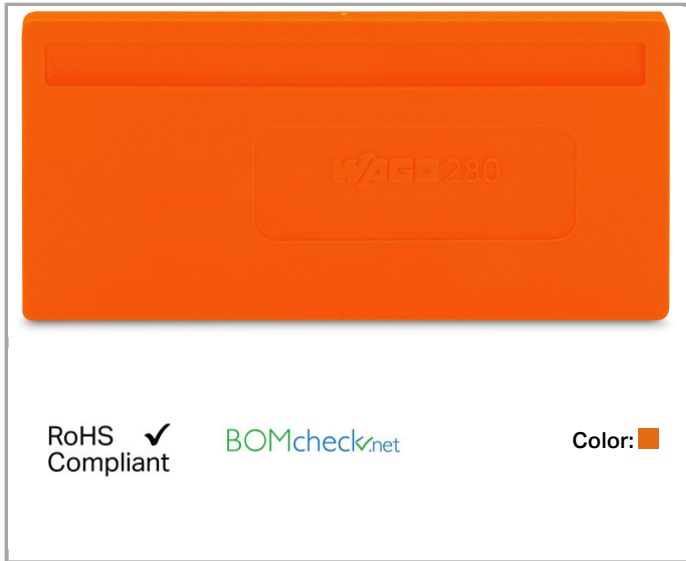 WAGO 280
RoHS ✓
Compliant
BOMcheck.net
Color: